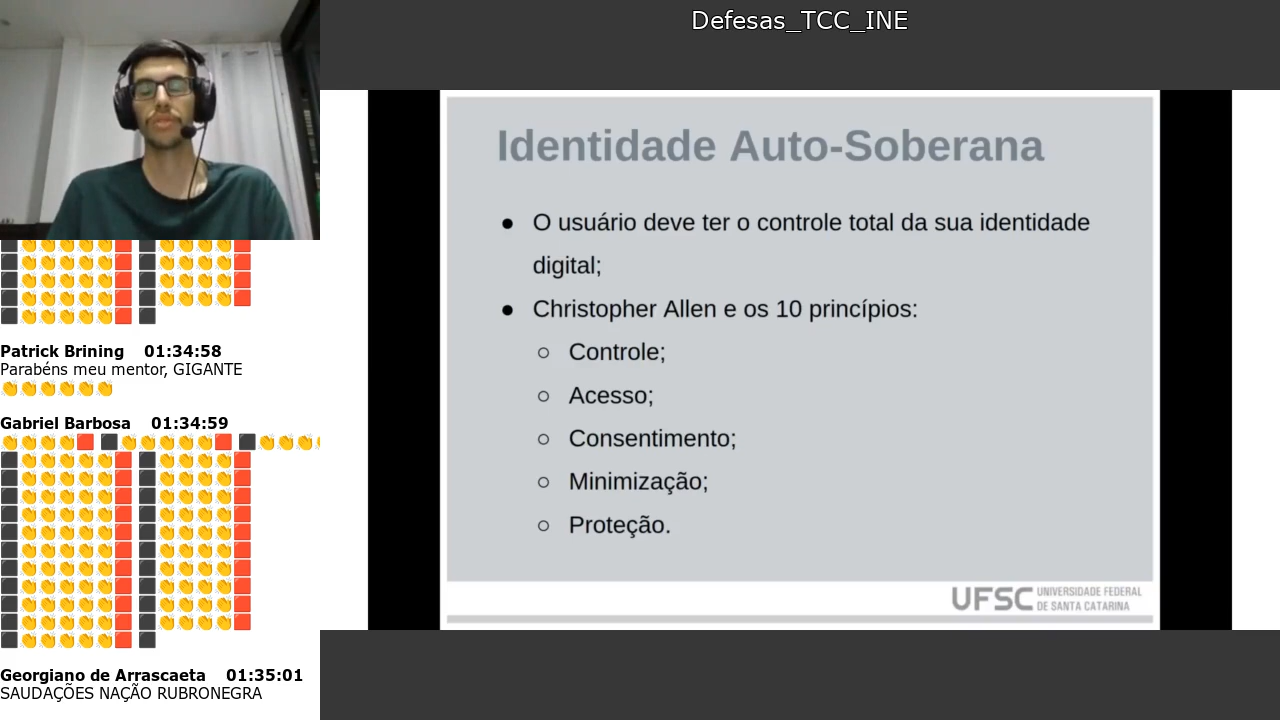 Defesas_TCC_INE
Identidade Auto-Soberana
● O usuário deve ter o controle total da sua identidade
digital;
● Christopher Allen e os 10 princípios:
○ Controle;
○ Acesso;
○ Consentimento;
○ Minimização;
○ Proteção.
UFSC UNIVERSIDADE FEDERAL
DE SANTA CATARINA
Patrick Brining 01:34:58
Parabéns meu mentor, GIGANTE
Gabriel Barbosa 01:34:59
Georgiano de Arrascaeta 01:35:01
SAUDAÇÕES NAÇÃO RUBRONEGRA